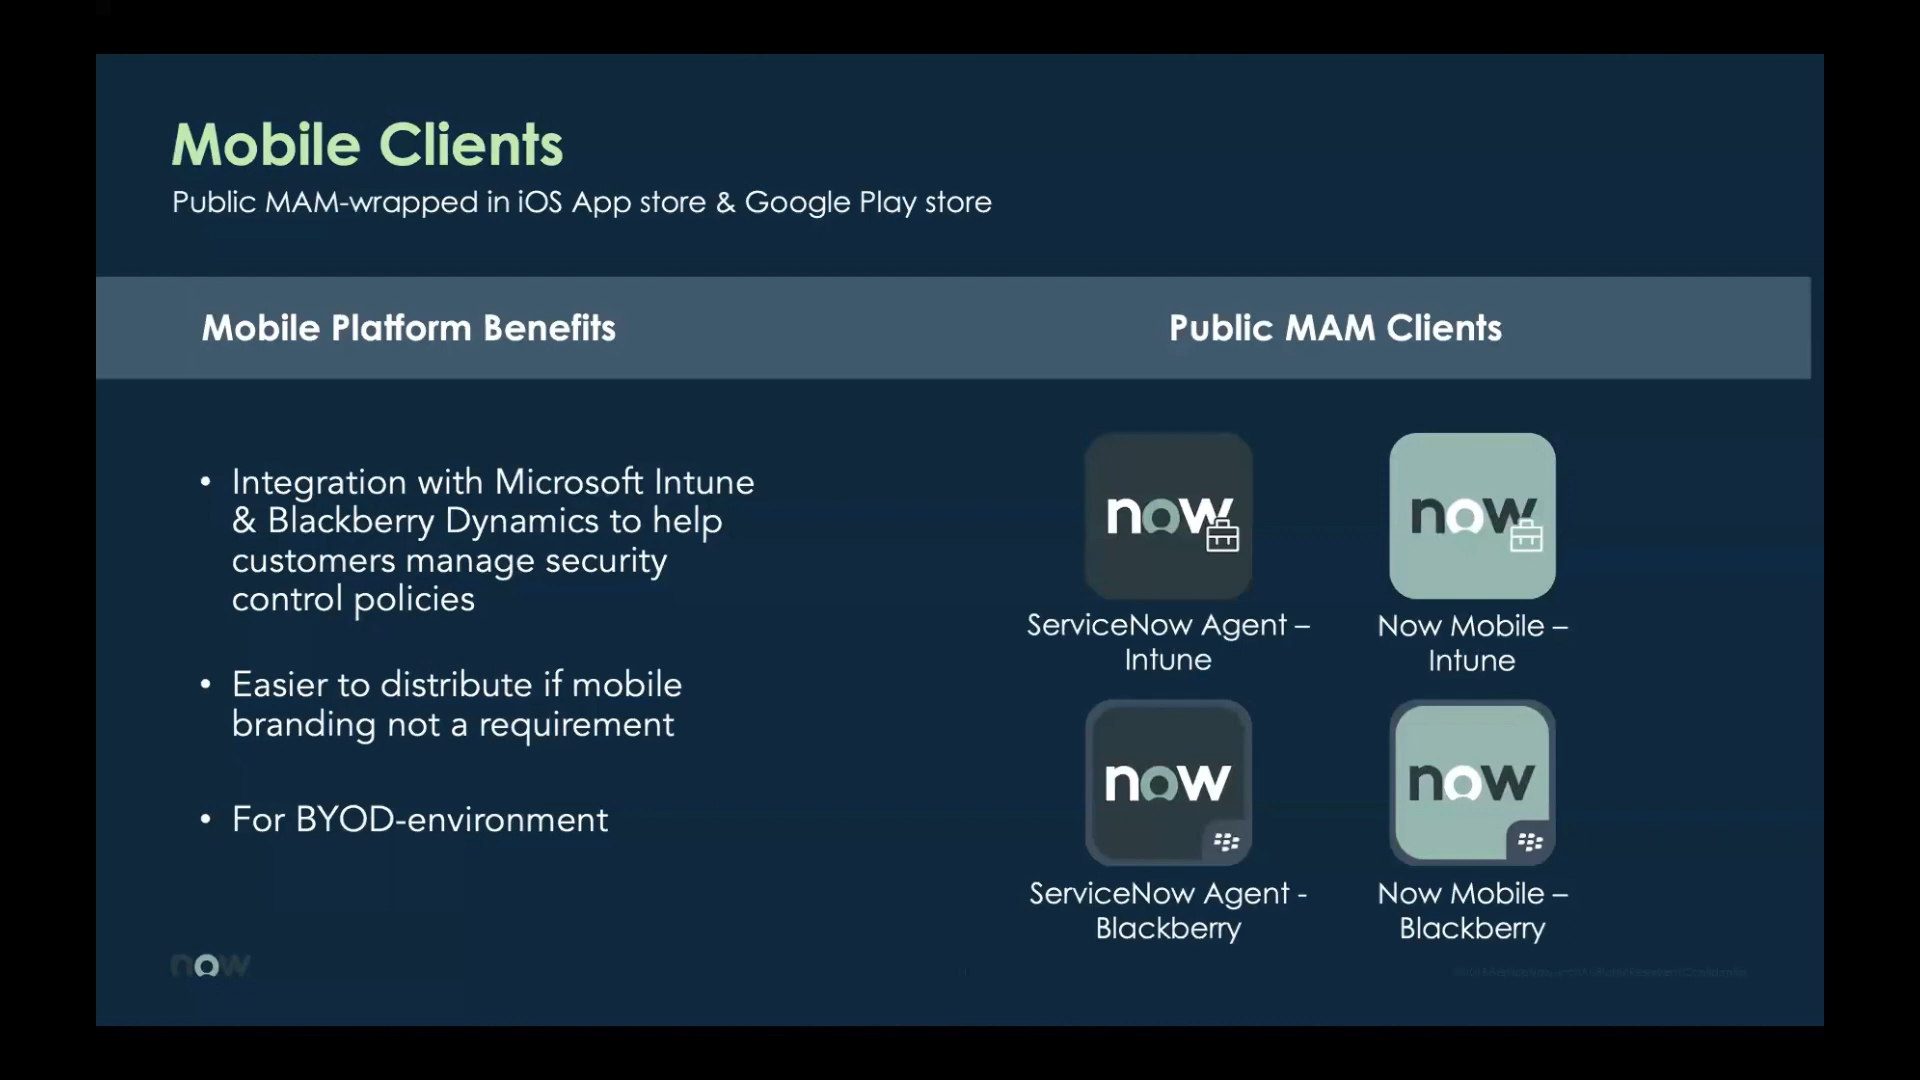 Mobile Clients
Public MAM-wrapped in iOS App store & Google Play store
Mobile Platform Benefits
Public MAM Clients
• Integration with Microsoft Intune
& Blackberry Dynamics to help
customers manage security
control policies
• Easier to distribute if mobile
branding not a requirement
• For BYOD-environment
now
now
ServiceNow Agent –
Intune
Now Mobile –
Intune
now
now
ServiceNow Agent -
Blackberry
Now Mobile –
Blackberry
now